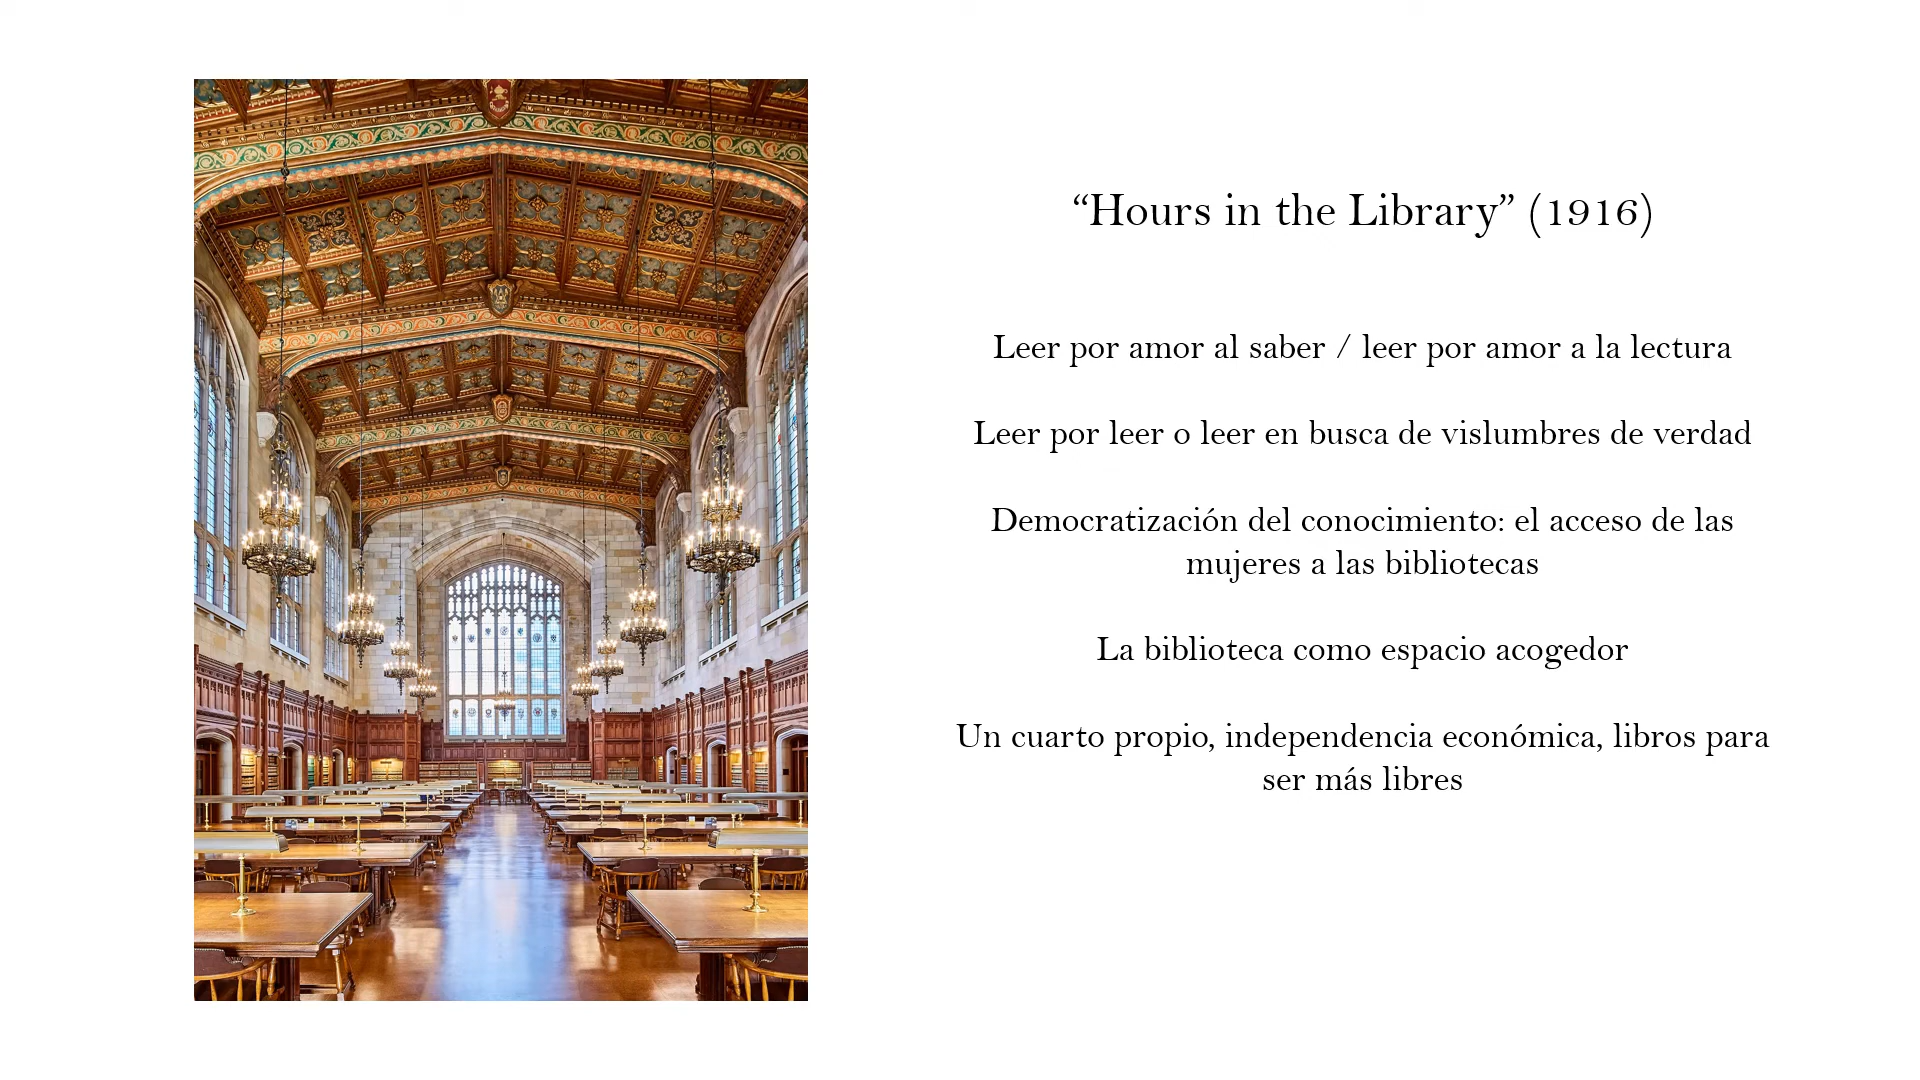 “Hours in the Library” (1916)
Leer por amor al saber / leer por amor a la lectura
Leer por leer o leer en busca de vislumbres de verdad
Democratización del conocimiento: el acceso de las
mujeres a las bibliotecas
La biblioteca como espacio acogedor
Un cuarto propio, independencia económica, libros para
ser más libres